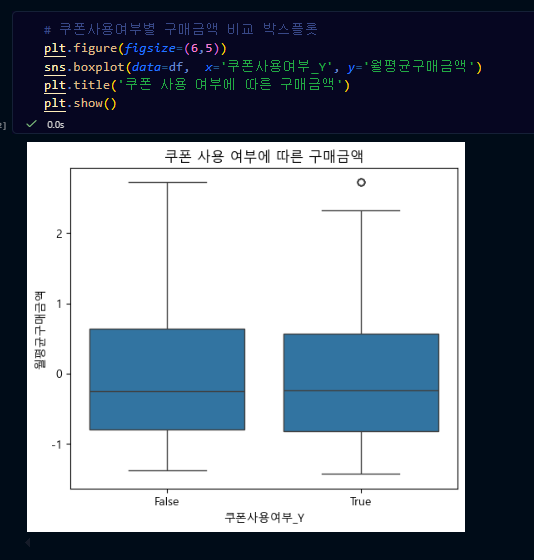 # 쿠폰사용여부별 구매금액 비교 박스플롯
plt.figure(figsize=(6,5))
sns.boxplot(data=df,  x='쿠폰사용여부_Y', y='월평균구매금액')
plt.title('쿠폰 사용 여부에 따른 구매금액')
plt.show()
0.0s
쿠폰 사용 여부에 따른 구매금액
월평균구매금액
2
1
0
-1
False True
쿠폰사용여부_Y